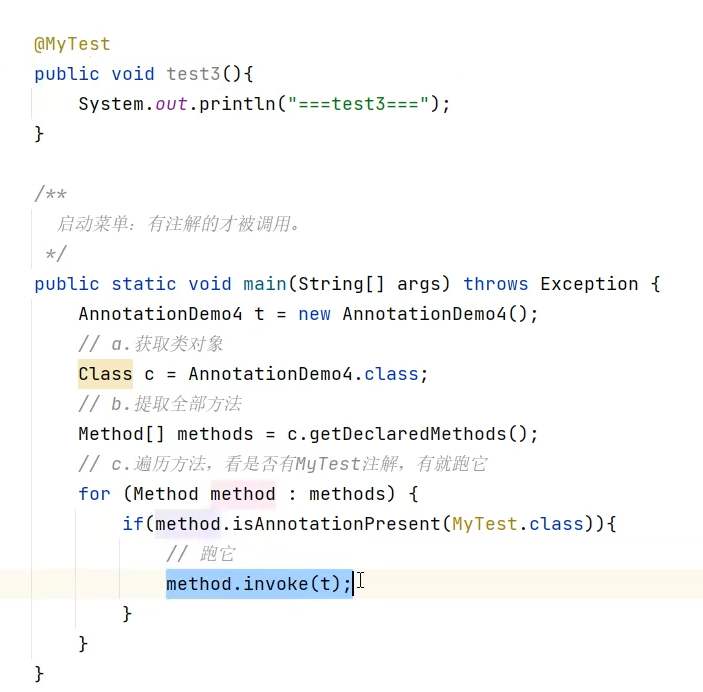 @MyTest
public void test3(){
System.out.println("===test3===");
}
/**
启动菜单：有注解的才被调用。
*/
public static void main(String[] args) throws Exception {
AnnotationDemo4 t = new AnnotationDemo4();
// a.获取类对象
Class c = AnnotationDemo4.class;
// b.提取全部方法
Method[] methods = c.getDeclaredMethods();
// c.遍历方法，看是否有MyTest注解，有就跑它
for (Method method : methods) {
if(method.isAnnotationPresent(MyTest.class)){
// 跑它
method.invoke(t);
}
}
}